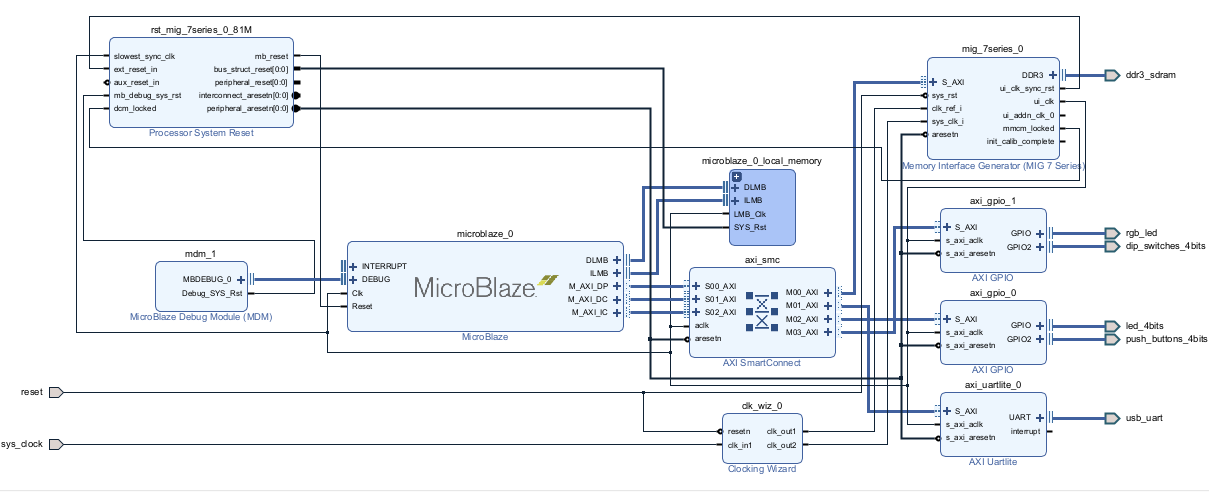 rst_mig_7series_0_81M
slowest_sync_clk
ext_reset_in
aux_reset_in
mb_debug_sys_rst
dcm_locked
mb_reset
bus_struct_reset[0:0]
peripheral_reset[0:0]
interconnect_aresetn[0:0]
peripheral_aresetn[0:0]
Processor System Reset
mig_7series_0
S_AXI
sys_rst
clk_ref_i
sys_clk_i
aresetn
DDR3
ui_clk_sync_rst
ui_clk
ui_addn_clk_0
mmcm_locked
init_calib_complete
Memory Interface Generator (MIG 7 Series)
ddr3_sdram
microblaze_0_local_memory
DLMB
ILMB
LMB_Clk
SYS_Rst
axi_gpio_1
S_AXI
s_axi_aclk
s_axi_aresetn
GPIO
GPIO2
AXI GPIO
rgb_led
dip_switches_4bits
mdm_1
MBDEBUG_0
Debug_SYS_Rst
MicroBlaze Debug Module (MDM)
microblaze_0
INTERRUPT
DEBUG
Clk
Reset
MicroBlaze
DLMB
ILMB
M_AXI_DP
M_AXI_DC
M_AXI_IC
MicroBlaze
axi_smc
S00_AXI
S01_AXI
S02_AXI
aclk
aresetn
M00_AXI
M01_AXI
M02_AXI
M03_AXI
AXI SmartConnect
axi_gpio_0
S_AXI
s_axi_aclk
s_axi_aresetn
GPIO
GPIO2
AXI GPIO
led_4bits
push_buttons_4bits
reset
sys_clock
clk_wiz_0
resetn
clk_in1
clk_out1
clk_out2
Clocking Wizard
axi_uartlite_0
S_AXI
s_axi_aclk
s_axi_aresetn
UART
interrupt
AXI Uartlite
usb_uart